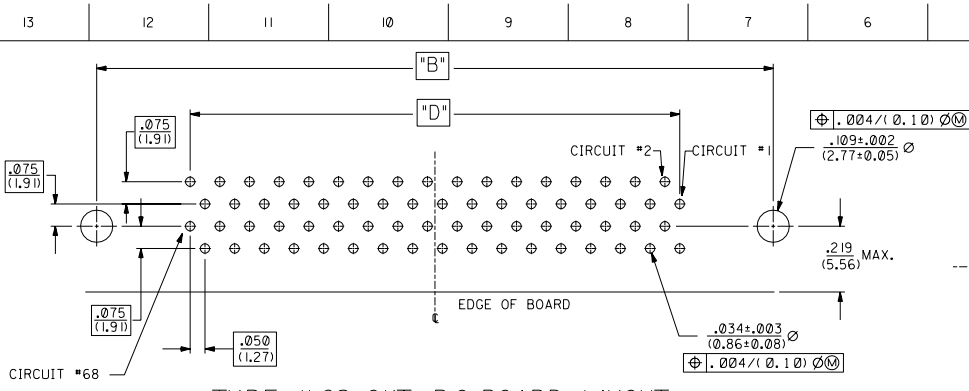 13 12 11 10 9 8 7 6
"B"
"D"
⌖ .004/(0.10) Ø Ⓜ
.075
(1.91)
CIRCUIT #2
CIRCUIT #1
.109±.002
(2.77±0.05) Ø
.075
(1.91)
.219
(5.56) MAX.
EDGE OF BOARD
.075
(1.91)
.050
(1.27)
.034±.003
(0.86±0.08) Ø
⌖ .004/(0.10) Ø Ⓜ
CIRCUIT #68